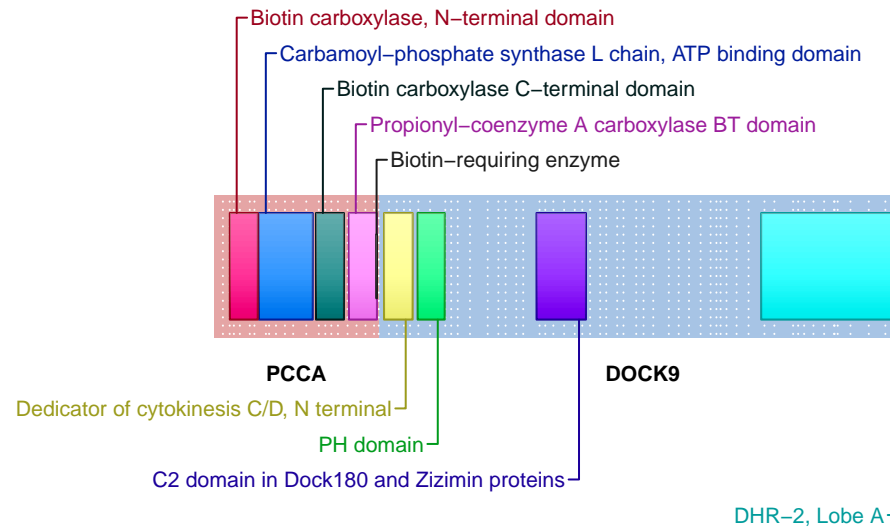 Biotin carboxylase, N−terminal domain
Carbamoyl−phosphate synthase L chain, ATP binding domain
Biotin carboxylase C−terminal domain
Propionyl−coenzyme A carboxylase BT domain
Biotin−requiring enzyme
PCCA
DOCK9
Dedicator of cytokinesis C/D, N terminal
PH domain
C2 domain in Dock180 and Zizimin proteins
DHR−2, Lobe A